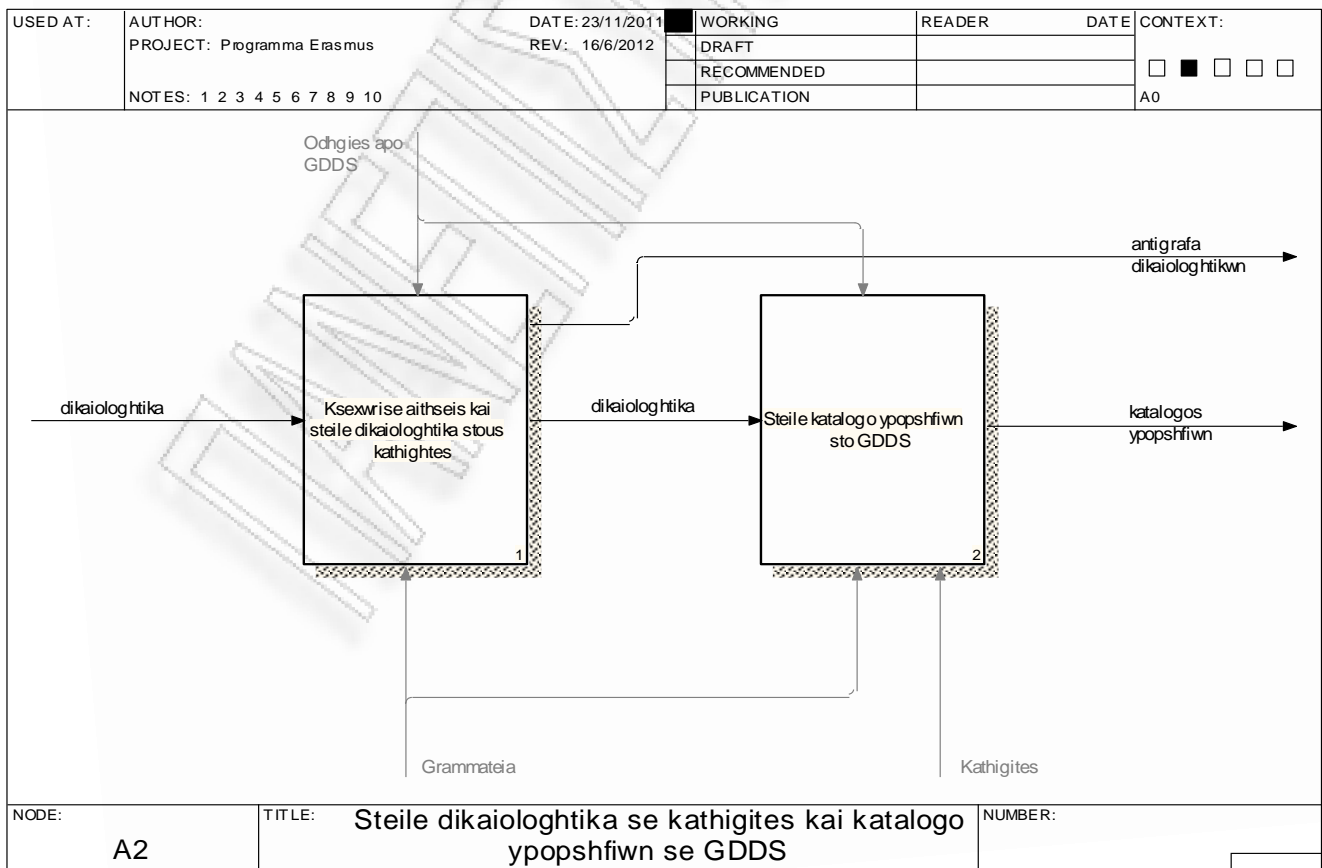 USED AT: AUTHOR: DATE: 23/11/2011 WORKING READER DATE CONTEXT:
PROJECT: Programma Erasmus REV: 16/6/2012 DRAFT
RECOMMENDED
NOTES: 1 2 3 4 5 6 7 8 9 10 PUBLICATION A0
Odhgies apo
GDDS
antigrafa
dikaiologhtikwn
dikaiologhtika
Ksexwrise aithseis kai
steile dikaiologhtika stous
kathightes
1
dikaiologhtika
Steile katalogo ypopshfiwn
sto GDDS
2
katalogos
ypopshfiwn
Grammateia
Kathigites
NODE: TITLE: Steile dikaiologhtika se kathigites kai katalogo NUMBER:
A2 ypopshfiwn se GDDS